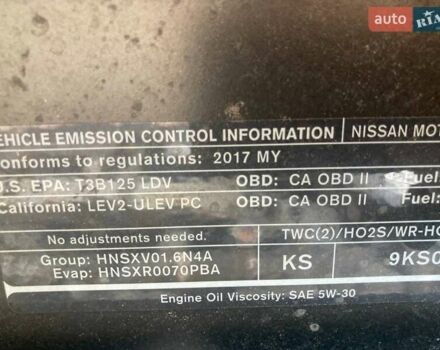 auto RIA
EHICLE EMISSION CONTROL INFORMATION NISSAN MOT
onforms to regulations: 2017 MY
.S. EPA: T3B125 LDV OBD: CA OBD II Fuel:
California: LEV2-ULEV PC OBD: CA OBD II Fuel:
No adjustments needed. TWC(2)/HO2S/WR-HO
Group: HNSXV01.6N4A
Evap: HNSXR0070PBA
KS 9KS0
Engine Oil Viscosity: SAE 5W-30